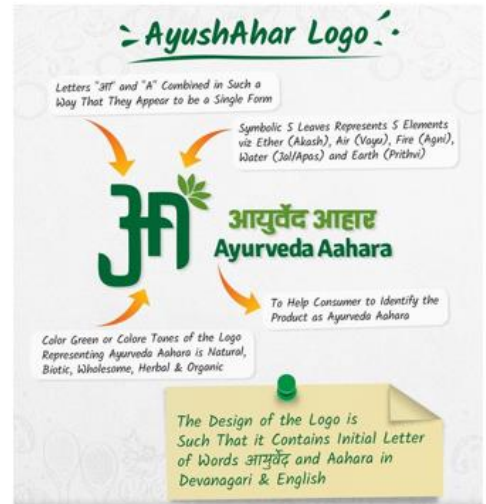 AyushAhar Logo
Letters "आ" and "A" Combined in Such a
Way That They Appear to be a Single Form
Symbolic 5 Leaves Represents 5 Elements
viz Ether (Akash), Air (Vayu), Fire (Agni),
Water (Jal/Apas) and Earth (Prithvi)
आ
आयुर्वेद आहार
Ayurveda Aahara
To Help Consumer to Identify the
Product as Ayurveda Aahara
Color Green or Colore Tones of the Logo
Representing Ayurveda Aahara is Natural,
Biotic, Wholesome, Herbal & Organic
The Design of the Logo is
Such That it Contains Initial Letter
of Words आयुर्वेद and Aahara in
Devanagari & English